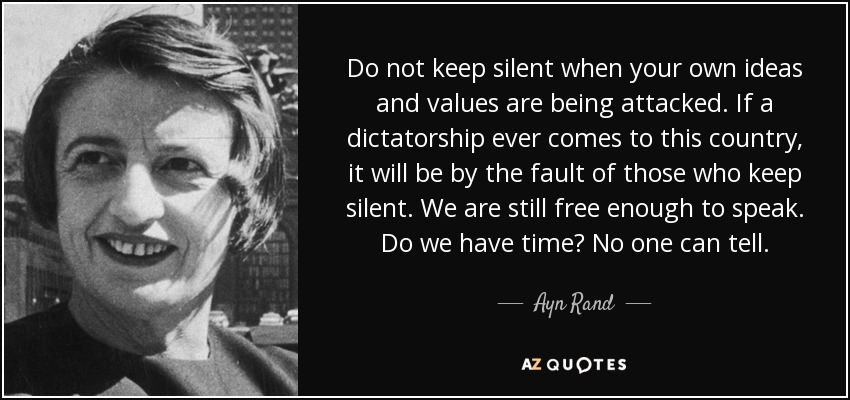 Do not keep silent when your own ideas
and values are being attacked. If a
dictatorship ever comes to this country,
it will be by the fault of those who keep
silent. We are still free enough to speak.
Do we have time? No one can tell.
Ayn Rand
AZ QUOTES